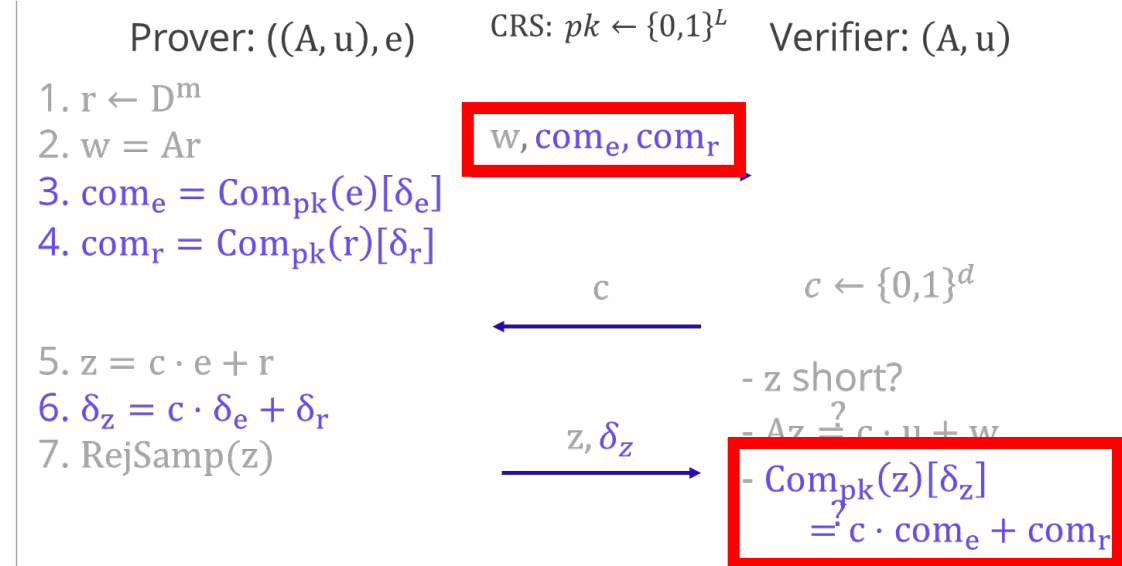 Prover: ((A, u), e)
CRS: pk ← {0,1}^L
Verifier: (A, u)
1. r ← D^m
2. w = Ar
w, com_e, com_r
3. com_e = Com_pk(e)[δ_e]
4. com_r = Com_pk(r)[δ_r]
c
c ← {0,1}^d
5. z = c · e + r
- z short?
6. δ_z = c · δ_e + δ_r
- Az ≟ c · u + w
7. RejSamp(z)
z, δ_z
- Com_pk(z)[δ_z]
≟ c · com_e + com_r